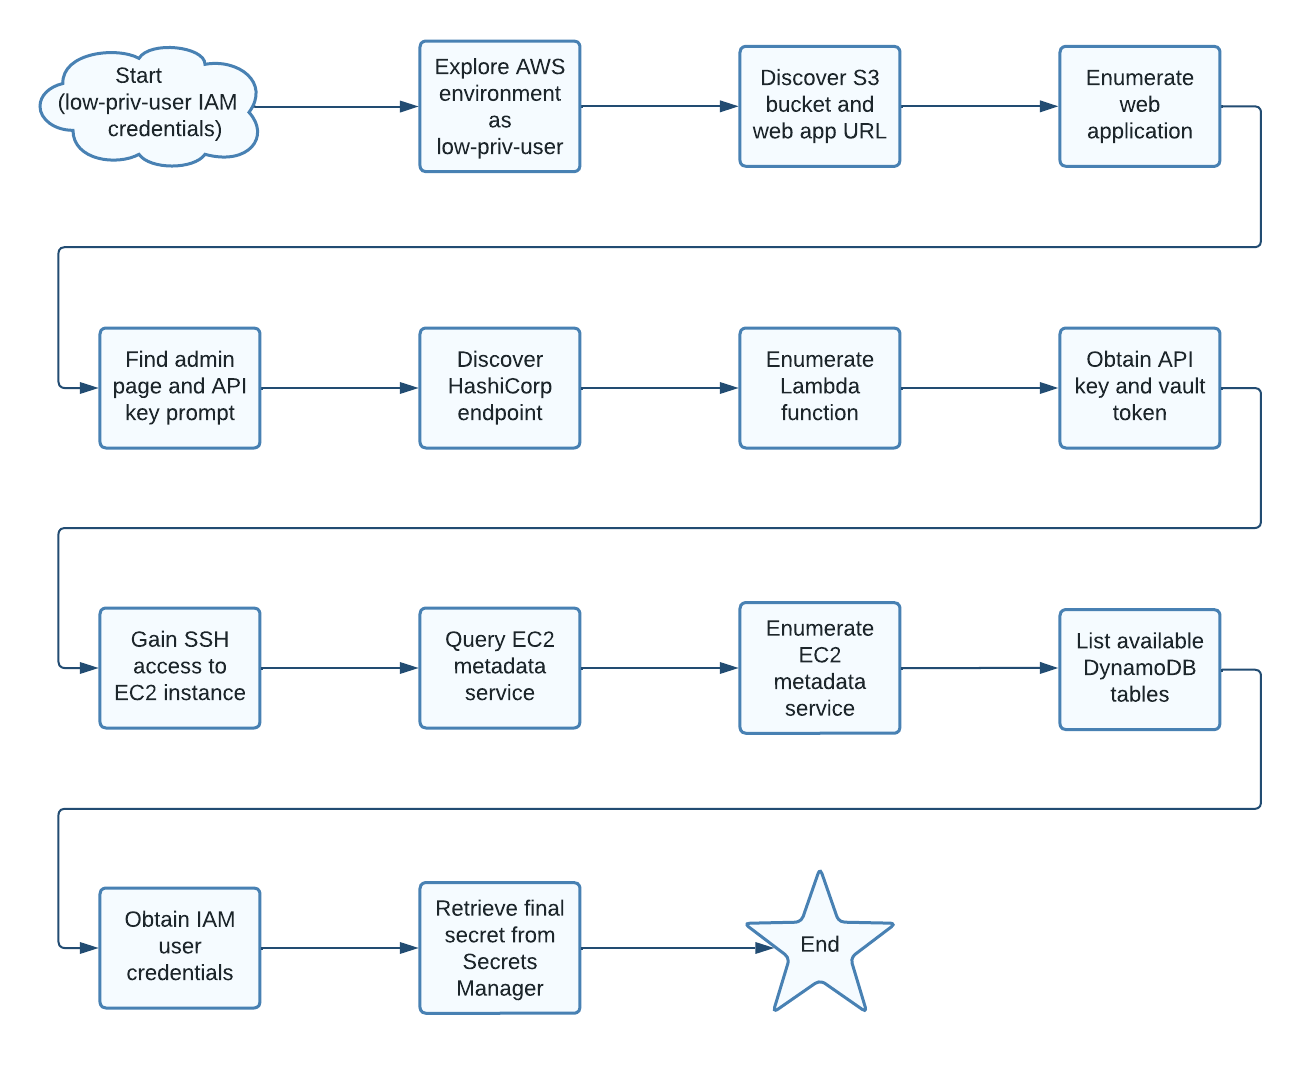 Start
(low-priv-user IAM
credentials)
Explore AWS
environment
as
low-priv-user
Discover S3
bucket and
web app URL
Enumerate
web
application
Find admin
page and API
key prompt
Discover
HashiCorp
endpoint
Enumerate
Lambda
function
Obtain API
key and vault
token
Gain SSH
access to
EC2 instance
Query EC2
metadata
service
Enumerate
EC2
metadata
service
List available
DynamoDB
tables
Obtain IAM
user
credentials
Retrieve final
secret from
Secrets
Manager
End